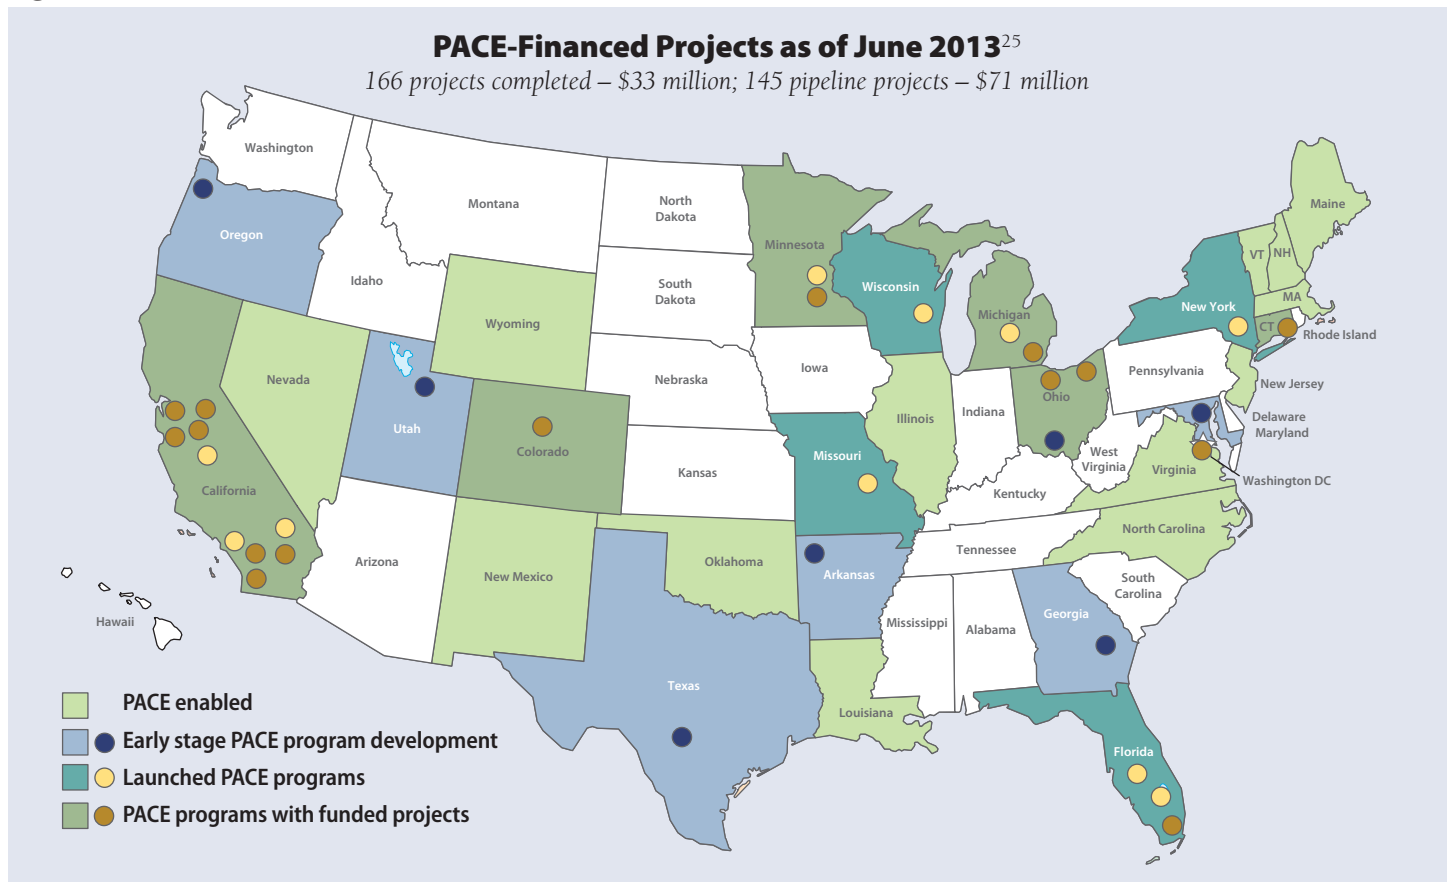 PACE-Financed Projects as of June 2013²⁵
166 projects completed – $33 million; 145 pipeline projects – $71 million
Washington
Montana
North
Dakota
Minnesota
Maine
Oregon
Idaho
South
Dakota
Wisconsin
Michigan
VT
NH
MA
New York
CT
Rhode Island
Wyoming
Nevada
Utah
Colorado
Nebraska
Iowa
Illinois
Indiana
Ohio
Pennsylvania
New Jersey
Delaware
Maryland
Washington DC
West
Virginia
Virginia
California
Kansas
Missouri
Kentucky
North Carolina
Tennessee
South
Carolina
Arizona
New Mexico
Oklahoma
Arkansas
Mississippi
Alabama
Georgia
Hawaii
Texas
Louisiana
Florida
PACE enabled
Early stage PACE program development
Launched PACE programs
PACE programs with funded projects